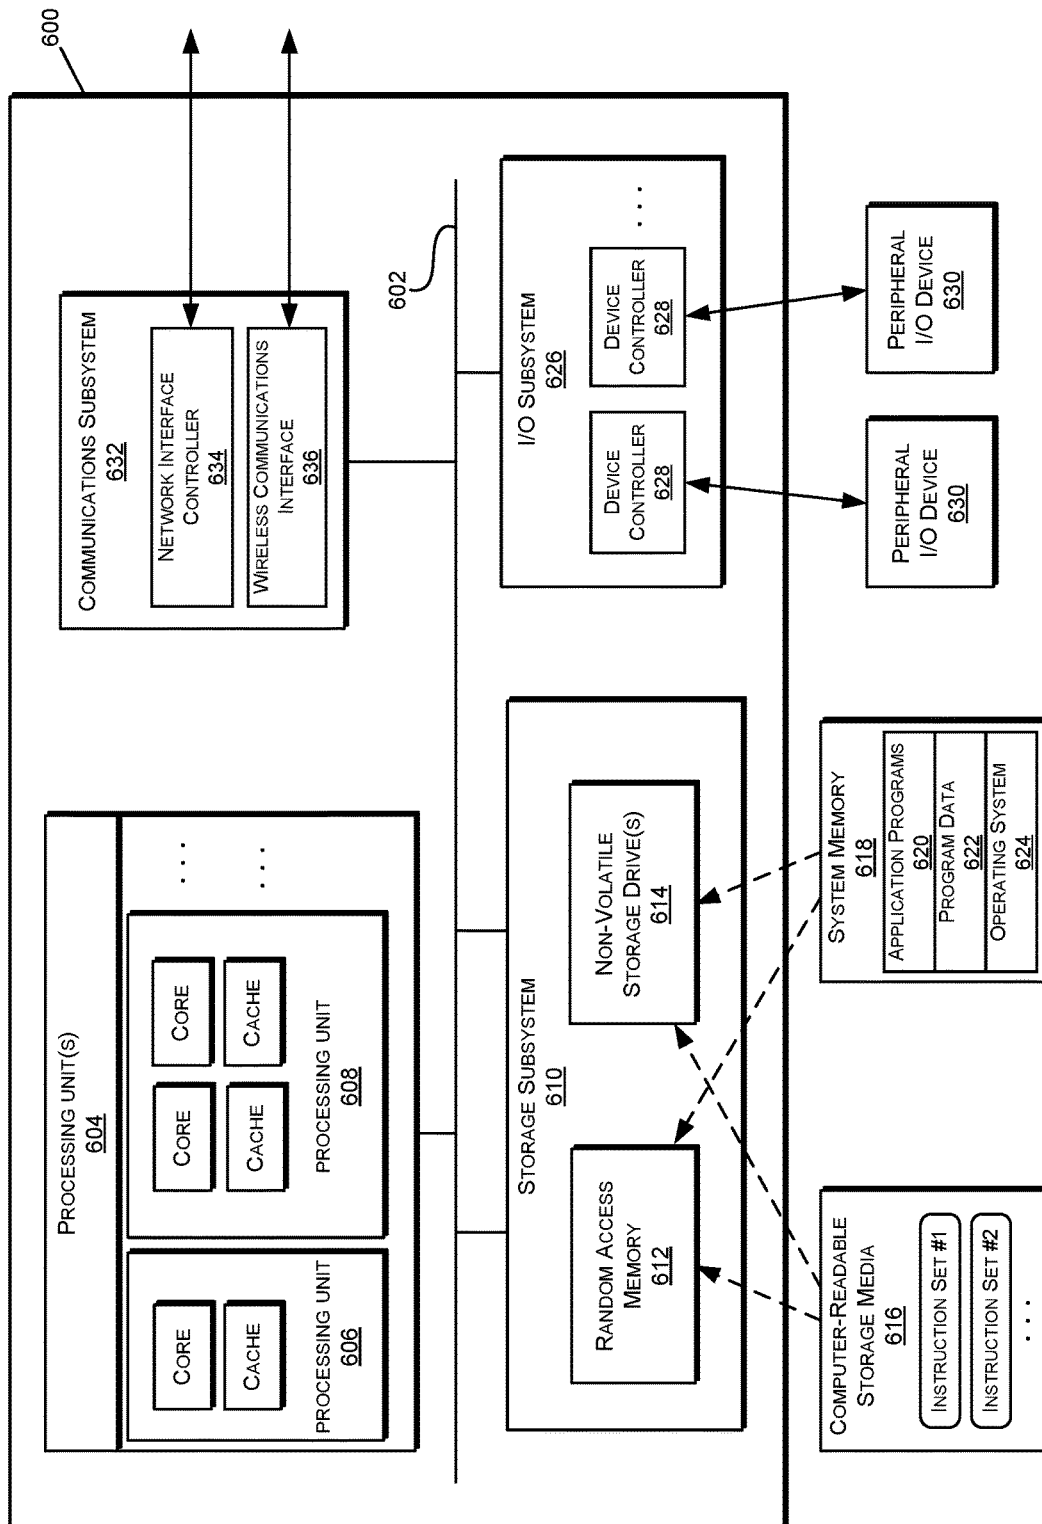 600
PROCESSING UNIT(S)
604
CORE
CACHE
PROCESSING UNIT
606
CORE
CORE
CACHE
CACHE
PROCESSING UNIT
608
. . .
. . .
COMMUNICATIONS SUBSYSTEM
632
NETWORK INTERFACE
CONTROLLER
634
WIRELESS COMMUNICATIONS
INTERFACE
636
602
STORAGE SUBSYSTEM
610
RANDOM ACCESS
MEMORY
612
NON-VOLATILE
STORAGE DRIVE(S)
614
I/O SUBSYSTEM
626
DEVICE
CONTROLLER
628
DEVICE
CONTROLLER
628
. . .
COMPUTER-READABLE
STORAGE MEDIA
616
INSTRUCTION SET #1
INSTRUCTION SET #2
. . .
SYSTEM MEMORY
618
APPLICATION PROGRAMS
620
PROGRAM DATA
622
OPERATING SYSTEM
624
PERIPHERAL
I/O DEVICE
630
PERIPHERAL
I/O DEVICE
630